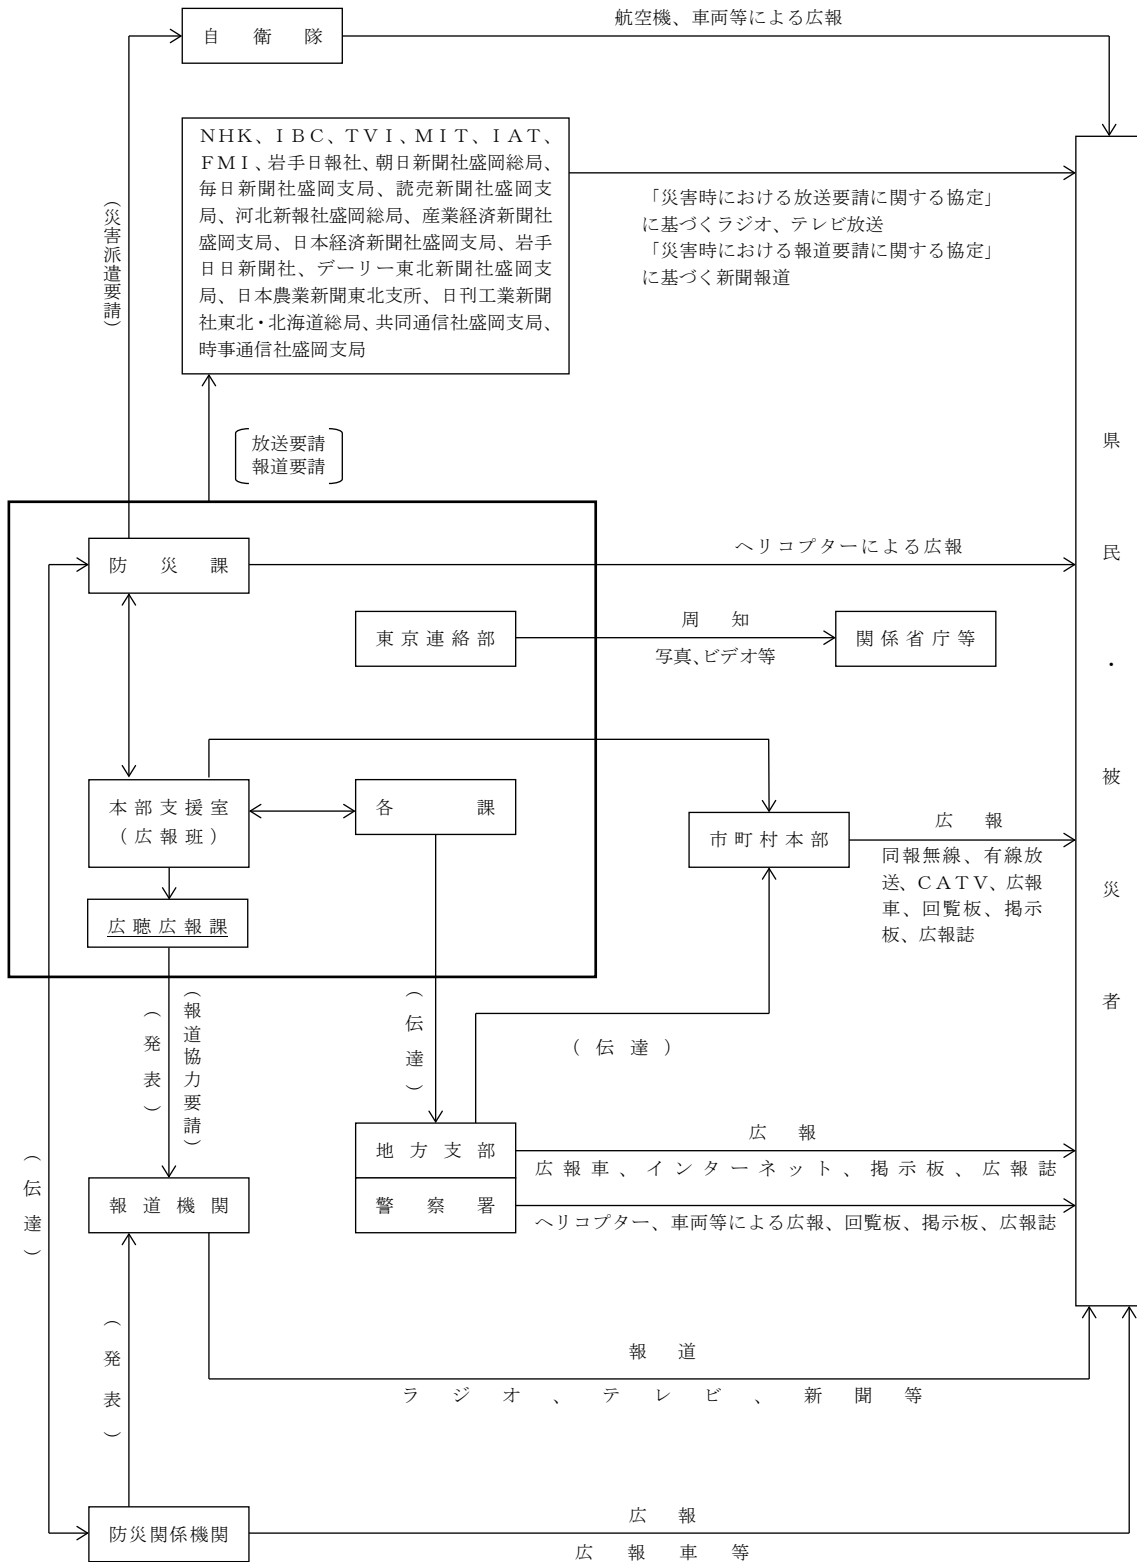 航空機、車両等による広報
自衛隊
（災害派遣要請）
NHK、ＩＢＣ、ＴＶＩ、ＭＩＴ、ＩＡＴ、
ＦＭＩ、岩手日報社、朝日新聞社盛岡総局、
毎日新聞社盛岡支局、読売新聞社盛岡支
局、河北新報社盛岡総局、産業経済新聞社
盛岡支局、日本経済新聞社盛岡支局、岩手
日日新聞社、デーリー東北新聞社盛岡支
局、日本農業新聞東北支所、日刊工業新聞
社東北・北海道総局、共同通信社盛岡支局、
時事通信社盛岡支局
「災害時における放送要請に関する協定」
に基づくラジオ、テレビ放送
「災害時における報道要請に関する協定」
に基づく新聞報道
放送要請
報道要請
県民・被災者
防災課
ヘリコプターによる広報
東京連絡部
周知
写真、ビデオ等
関係省庁等
本部支援室
（広報班）
各課
市町村本部
広報
同報無線、有線放
送、ＣＡＴＶ、広報
車、回覧板、掲示
板、広報誌
広聴広報課
（発表）
（報道協力要請）
（伝達）
（伝達）
地方支部
広報
広報車、インターネット、掲示板、広報誌
警察署
ヘリコプター、車両等による広報、回覧板、掲示板、広報誌
報道機関
（伝達）
（発表）
報道
ラジオ、テレビ、新聞等
防災関係機関
広報
広報車等